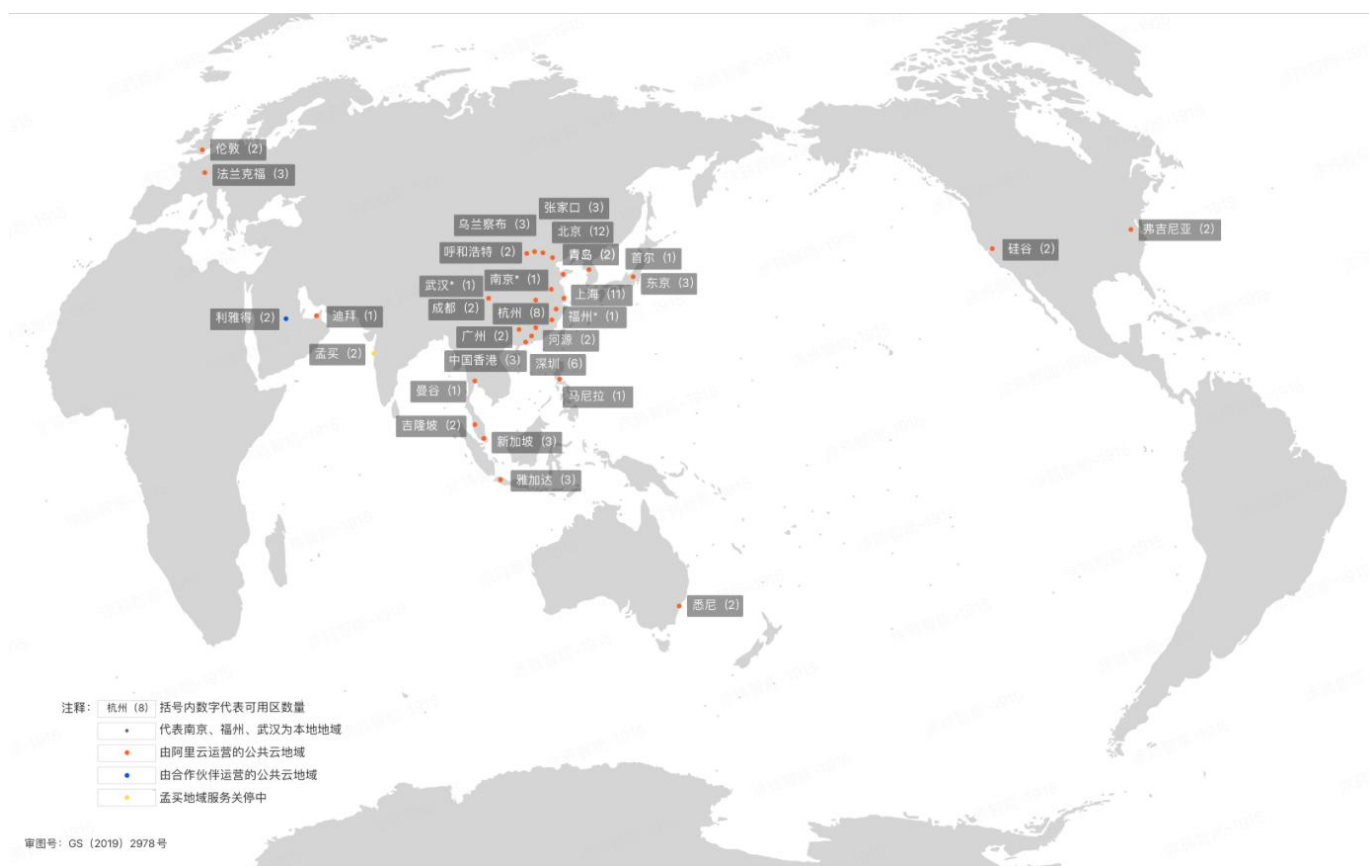 伦敦（2）
法兰克福（3）
张家口（3）
乌兰察布（3）
北京（12）
弗吉尼亚（2）
呼和浩特（2）
青岛（2）
首尔（1）
硅谷（2）
武汉*（1）
南京*（1）
东京（3）
上海（11）
成都（2）
杭州（8）
福州*（1）
利雅得（2）
迪拜（1）
广州（2）
河源（2）
孟买（2）
中国香港（3）
深圳（6）
曼谷（1）
马尼拉（1）
吉隆坡（2）
新加坡（3）
雅加达（3）
悉尼（2）
注释： 杭州（8） 括号内数字代表可用区数量
* 代表南京、福州、武汉为本地地域
由阿里云运营的公共云地域
由合作伙伴运营的公共云地域
孟买地域服务关停中
审图号：GS（2019）2978号